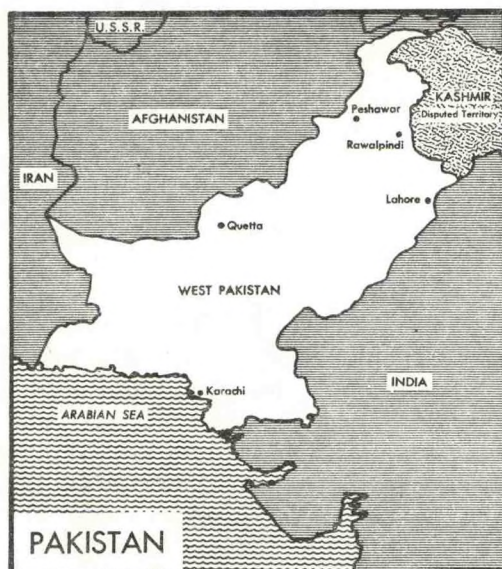 U.S.S.R.
KASHMIR
Disputed Territory
Peshawar
AFGHANISTAN
Rawalpindi
IRAN
Lahore
Quetta
WEST PAKISTAN
INDIA
Karachi
ARABIAN SEA
PAKISTAN